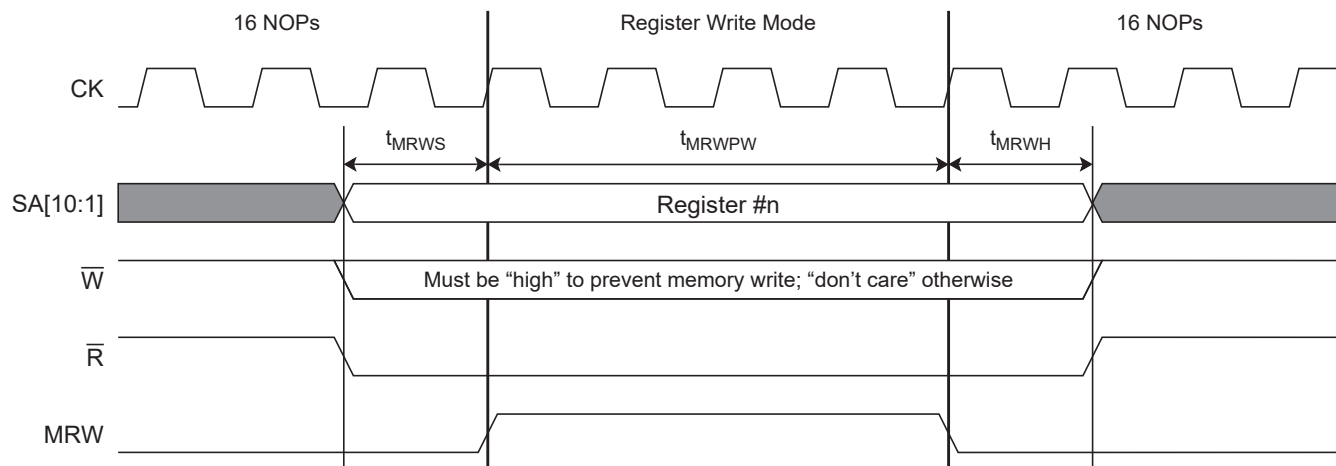 16 NOPs Register Write Mode 16 NOPs
CK
tMRWS tMRWPW tMRWH
SA[10:1] Register #n
W̅ Must be “high” to prevent memory write; “don’t care” otherwise
R̅
MRW